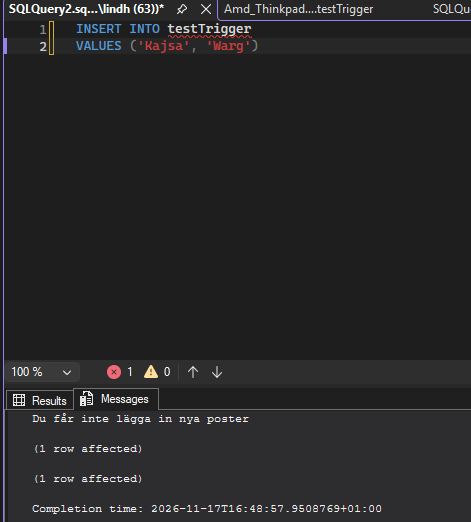 SQLQuery2.sq...\lindh (63))*
Amd_Thinkpad....testTrigger
SQLQue
1 INSERT INTO testTrigger
2 VALUES ('Kajsa', 'Warg')
100 %
1
0
Results
Messages
Du får inte lägga in nya poster
(1 row affected)
(1 row affected)
Completion time: 2026-11-17T16:48:57.9508769+01:00